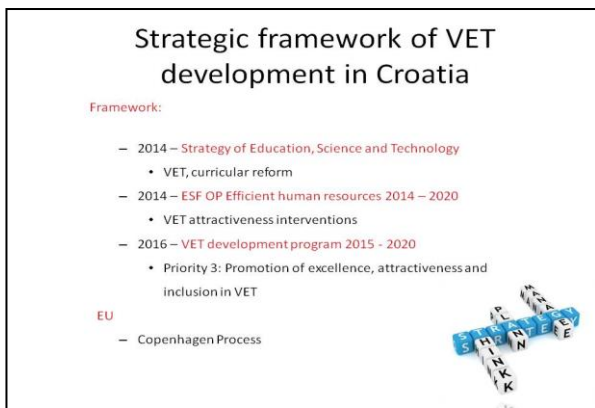 Strategic framework of VET
development in Croatia
Framework:
– 2014 – Strategy of Education, Science and Technology
• VET, curricular reform
– 2014 – ESF OP Efficient human resources 2014 – 2020
• VET attractiveness interventions
– 2016 – VET development program 2015 - 2020
• Priority 3: Promotion of excellence, attractiveness and
inclusion in VET
EU
– Copenhagen Process
STRATEGY
THINK